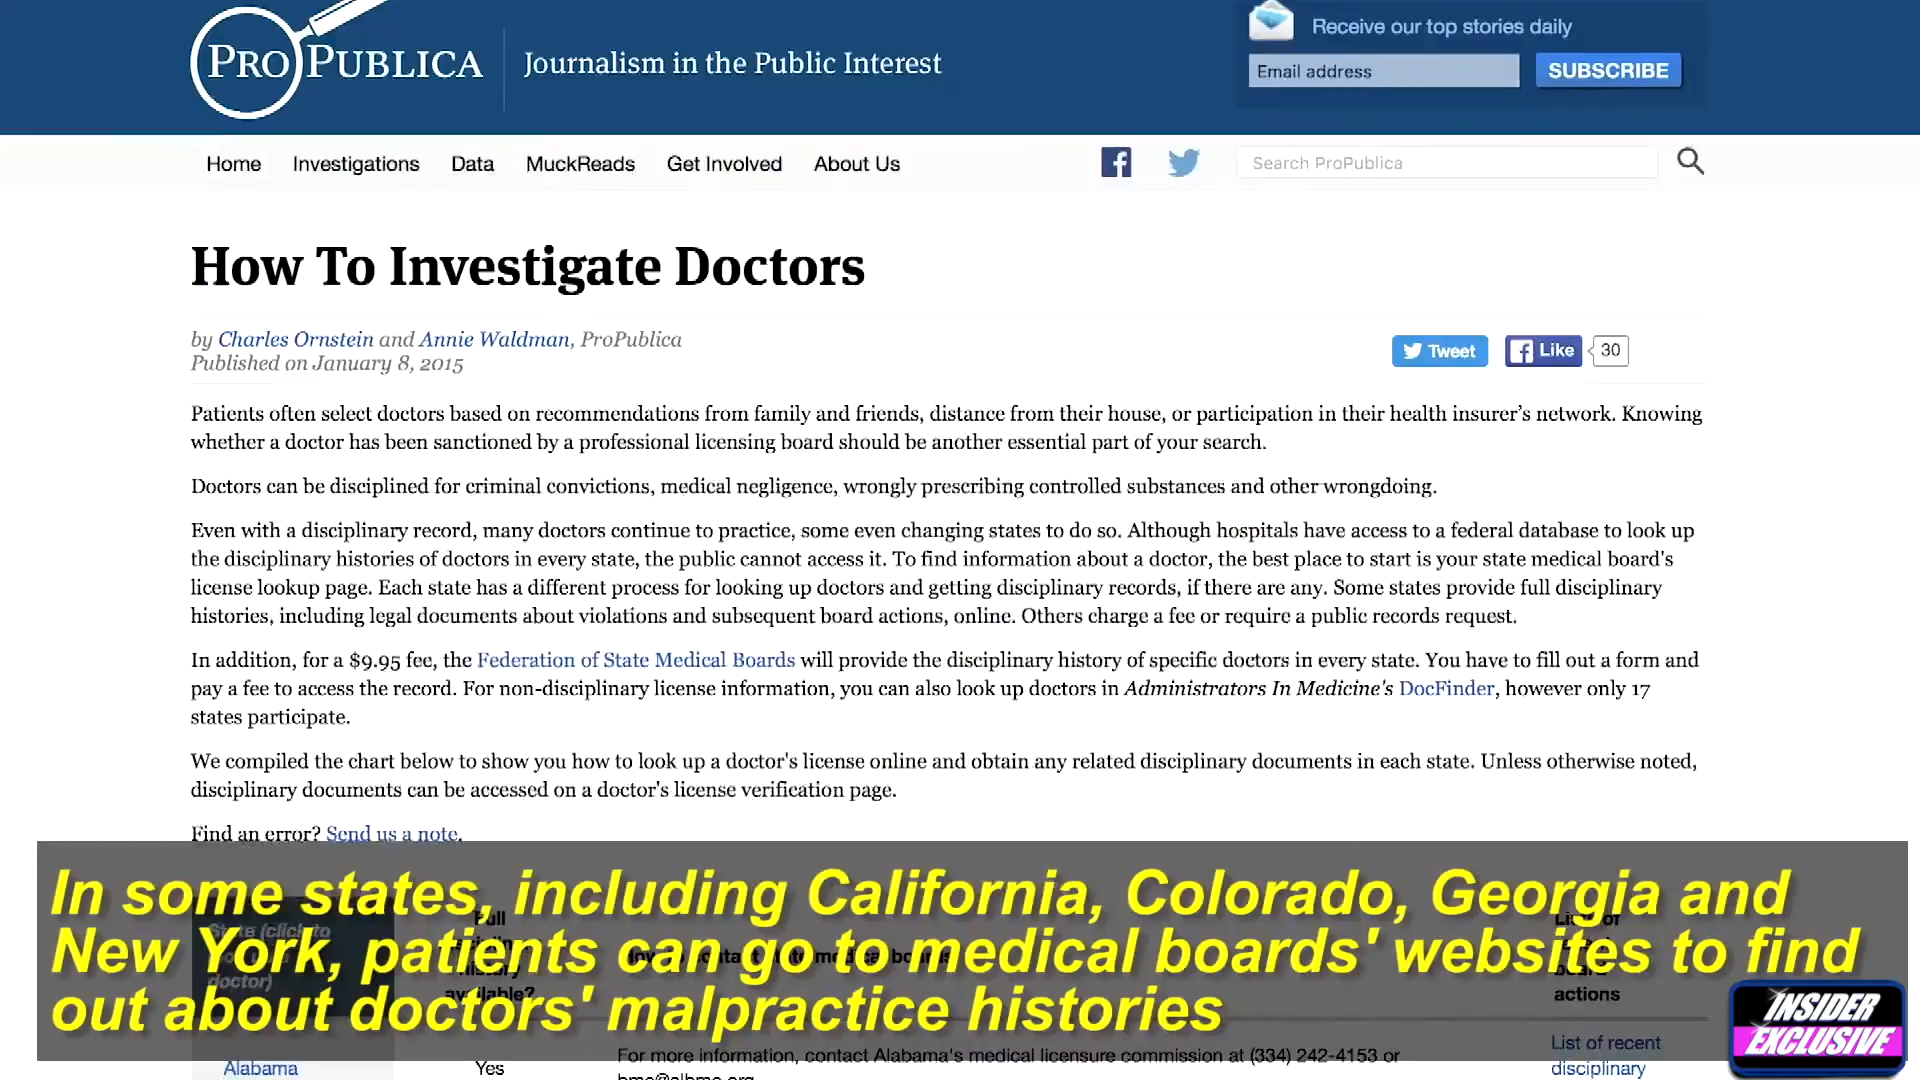 PROPUBLICA
Journalism in the Public Interest
Receive our top stories daily
Email address
SUBSCRIBE
Home Investigations Data MuckReads Get Involved About Us
Search ProPublica
How To Investigate Doctors
by Charles Ornstein and Annie Waldman, ProPublica
Published on January 8, 2015
Tweet
Like
30
Patients often select doctors based on recommendations from family and friends, distance from their house, or participation in their health insurer's network. Knowing
whether a doctor has been sanctioned by a professional licensing board should be another essential part of your search.
Doctors can be disciplined for criminal convictions, medical negligence, wrongly prescribing controlled substances and other wrongdoing.
Even with a disciplinary record, many doctors continue to practice, some even changing states to do so. Although hospitals have access to a federal database to look up
the disciplinary histories of doctors in every state, the public cannot access it. To find information about a doctor, the best place to start is your state medical board's
license lookup page. Each state has a different process for looking up doctors and getting disciplinary records, if there are any. Some states provide full disciplinary
histories, including legal documents about violations and subsequent board actions, online. Others charge a fee or require a public records request.
In addition, for a $9.95 fee, the Federation of State Medical Boards will provide the disciplinary history of specific doctors in every state. You have to fill out a form and
pay a fee to access the record. For non-disciplinary license information, you can also look up doctors in Administrators In Medicine's DocFinder, however only 17
states participate.
We compiled the chart below to show you how to look up a doctor's license online and obtain any related disciplinary documents in each state. Unless otherwise noted,
disciplinary documents can be accessed on a doctor's license verification page.
Find an error? Send us a note.
In some states, including California, Colorado, Georgia and
New York, patients can go to medical boards' websites to find
out about doctors' malpractice histories
State (click to
doctor)
Full
history
available?
board
actions
INSIDER
EXCLUSIVE
Alabama
Yes
For more information, contact Alabama's medical licensure commission at (334) 242-4153 or
List of recent
disciplinary